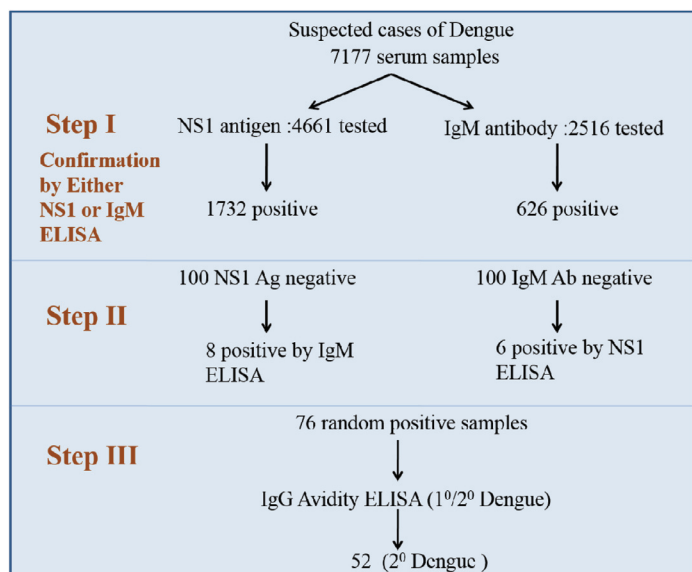 Suspected cases of Dengue
7177 serum samples
Step I
NS1 antigen :4661 tested
IgM antibody :2516 tested
Confirmation
by Either
NS1 or IgM
ELISA
1732 positive
626 positive
100 NS1 Ag negative
100 IgM Ab negative
Step II
8 positive by IgM
ELISA
6 positive by NS1
ELISA
76 random positive samples
Step III
IgG Avidity ELISA (1⁰/2⁰ Dengue)
52 (2⁰ Dengue )